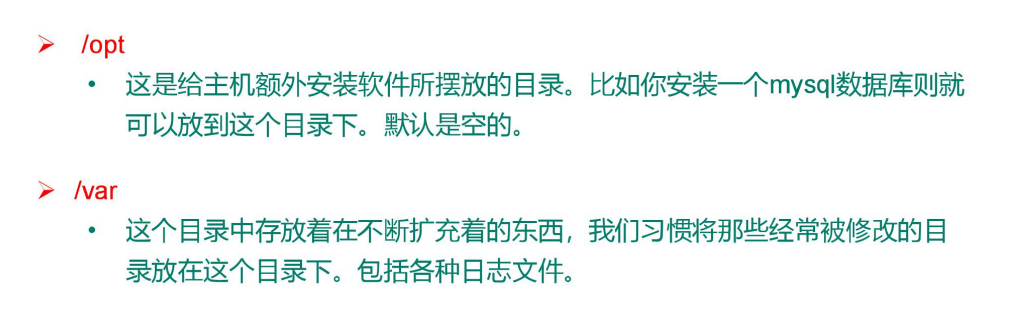 ➢ /opt
• 这是给主机额外安装软件所摆放的目录。比如你安装一个mysql数据库则就
可以放到这个目录下。默认是空的。
➢ /var
• 这个目录中存放着在不断扩充着的东西，我们习惯将那些经常被修改的目
录放在这个目录下。包括各种日志文件。